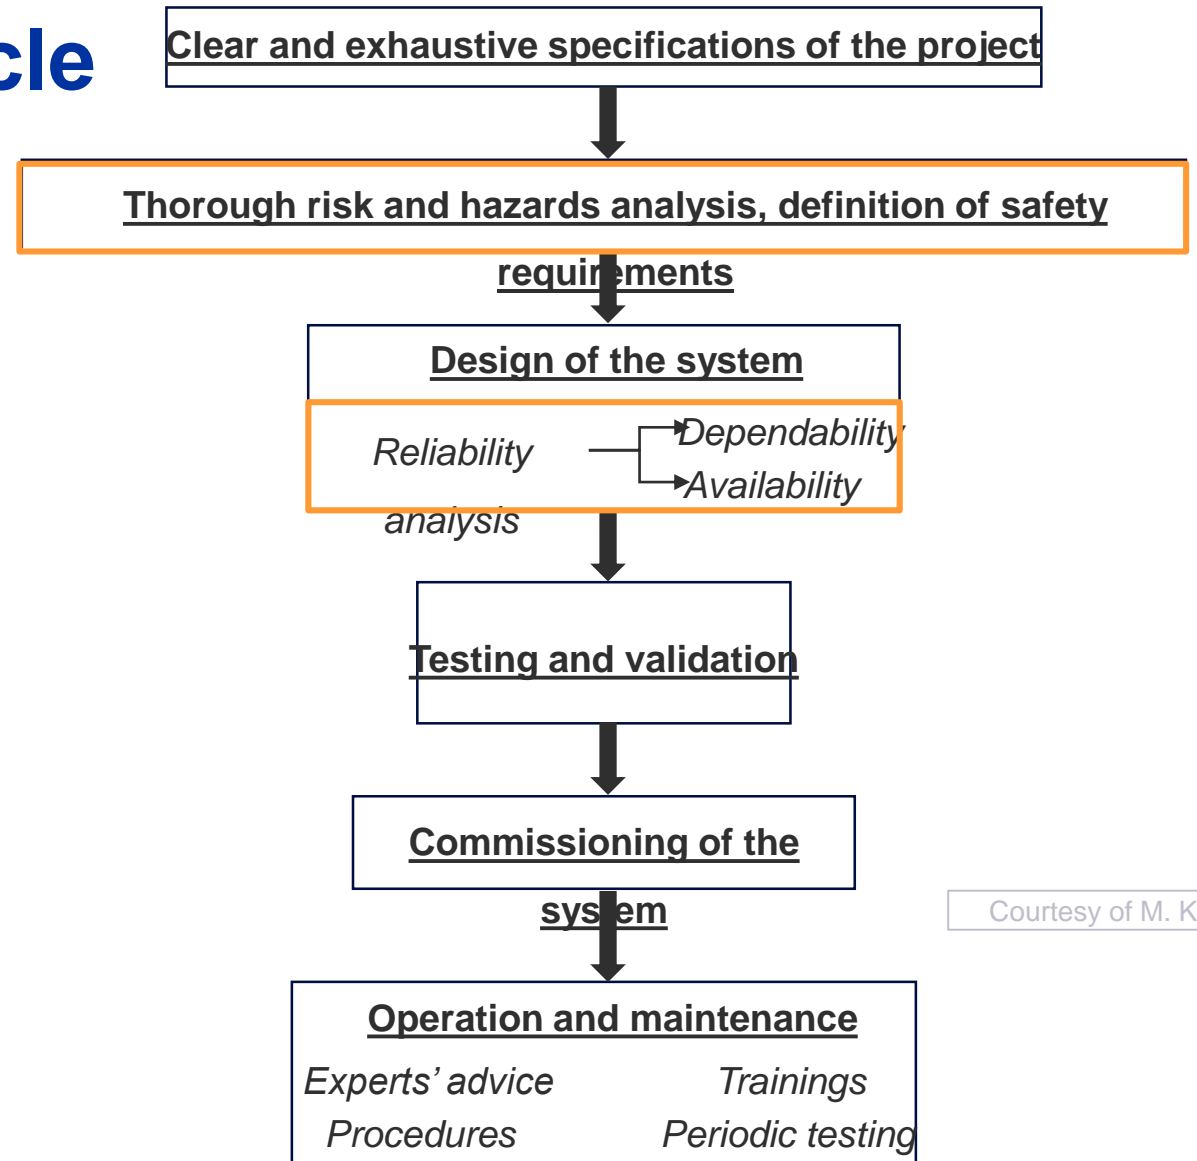 cle
Clear and exhaustive specifications of the project
Thorough risk and hazards analysis, definition of safety
requirements
Design of the system
Reliability
analysis
Dependability
Availability
Testing and validation
Commissioning of the
system
Courtesy of M. K
Operation and maintenance
Experts’ advice
Trainings
Procedures
Periodic testing